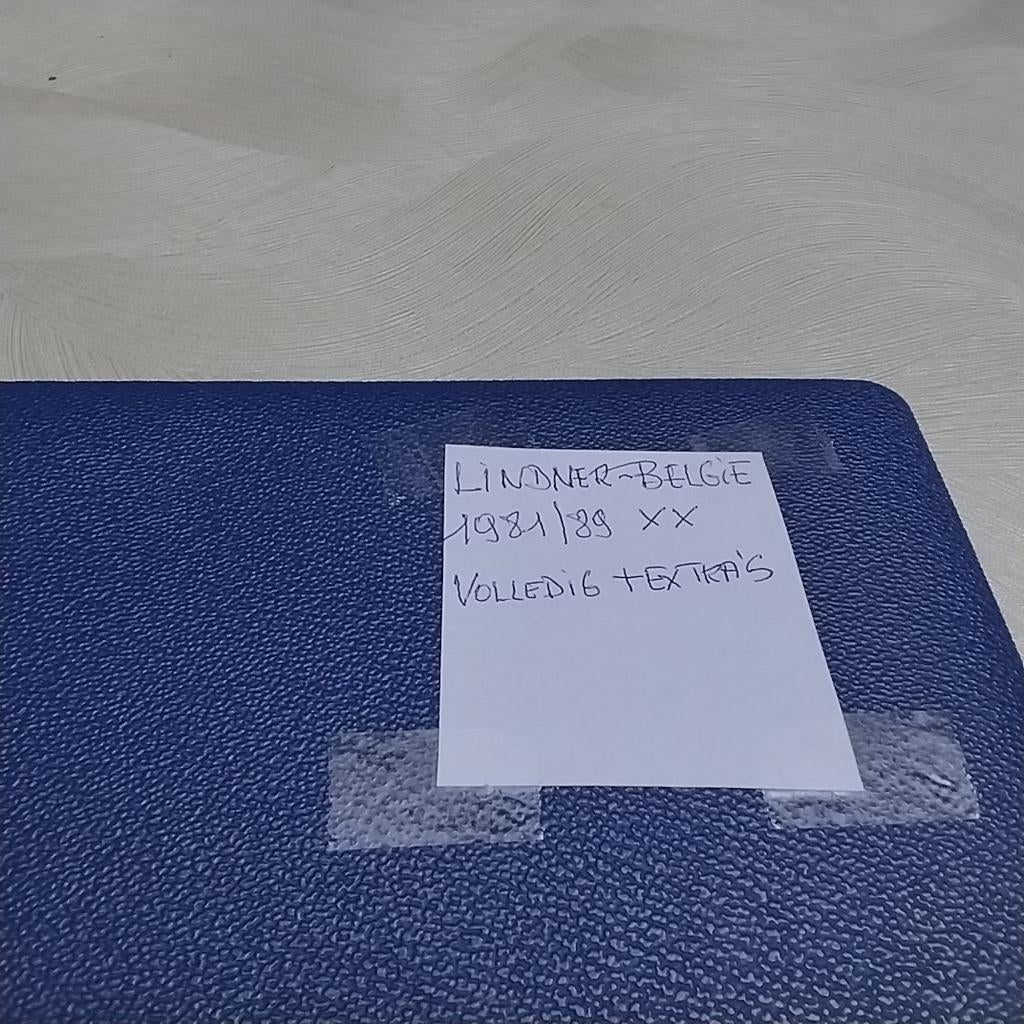 LINDNER-BELGIE
1981/89 XX
VOLLEDIG +EXTRA'S